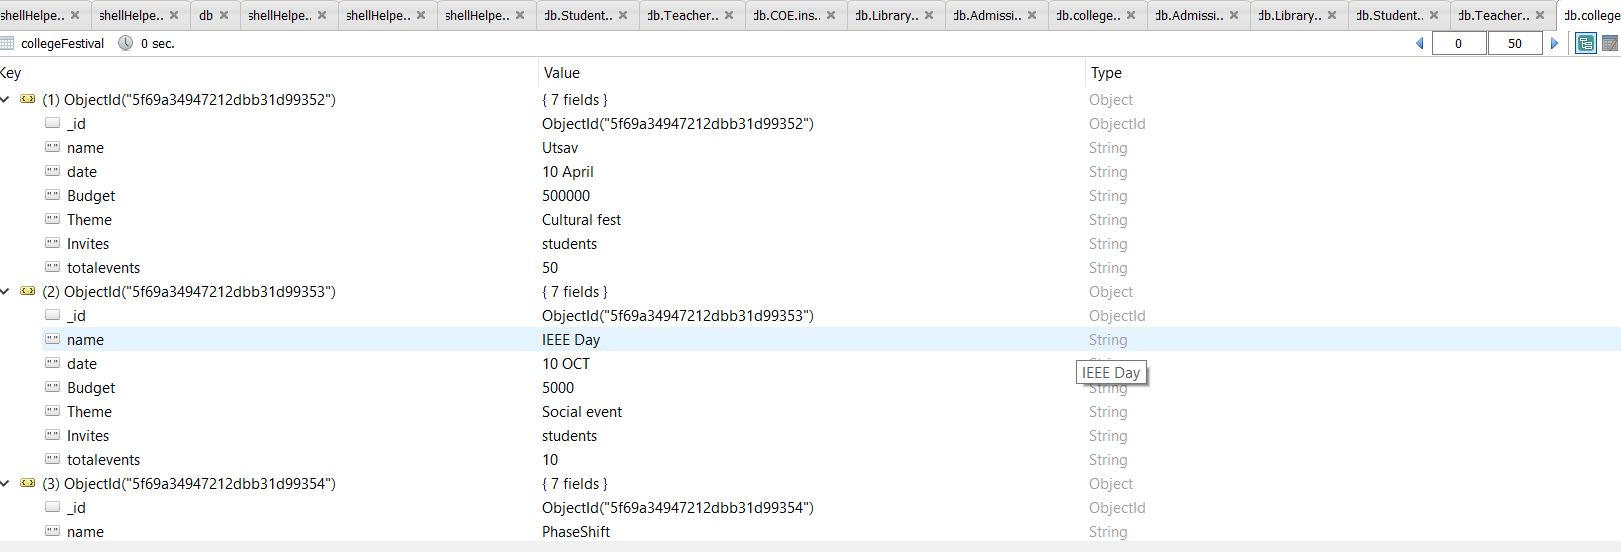 shellHelpe.. shellHelpe.. db shellHelpe.. shellHelpe.. shellHelpe.. db.Student.. db.Teacher.. db.COE.ins.. db.Library.. db.Admissi.. db.college.. db.Admissi.. db.Library.. db.Student.. db.Teacher.. db.college
collegeFestival 0 sec. 0 50
Key Value Type
(1) ObjectId("5f69a34947212dbb31d99352") { 7 fields } Object
_id ObjectId("5f69a34947212dbb31d99352") ObjectId
name Utsav String
date 10 April String
Budget 500000 String
Theme Cultural fest String
Invites students String
totalevents 50 String
(2) ObjectId("5f69a34947212dbb31d99353") { 7 fields } Object
_id ObjectId("5f69a34947212dbb31d99353") ObjectId
name IEEE Day String
date 10 OCT String
IEEE Day
Budget 5000 String
Theme Social event String
Invites students String
totalevents 10 String
(3) ObjectId("5f69a34947212dbb31d99354") { 7 fields } Object
_id ObjectId("5f69a34947212dbb31d99354") ObjectId
name PhaseShift String